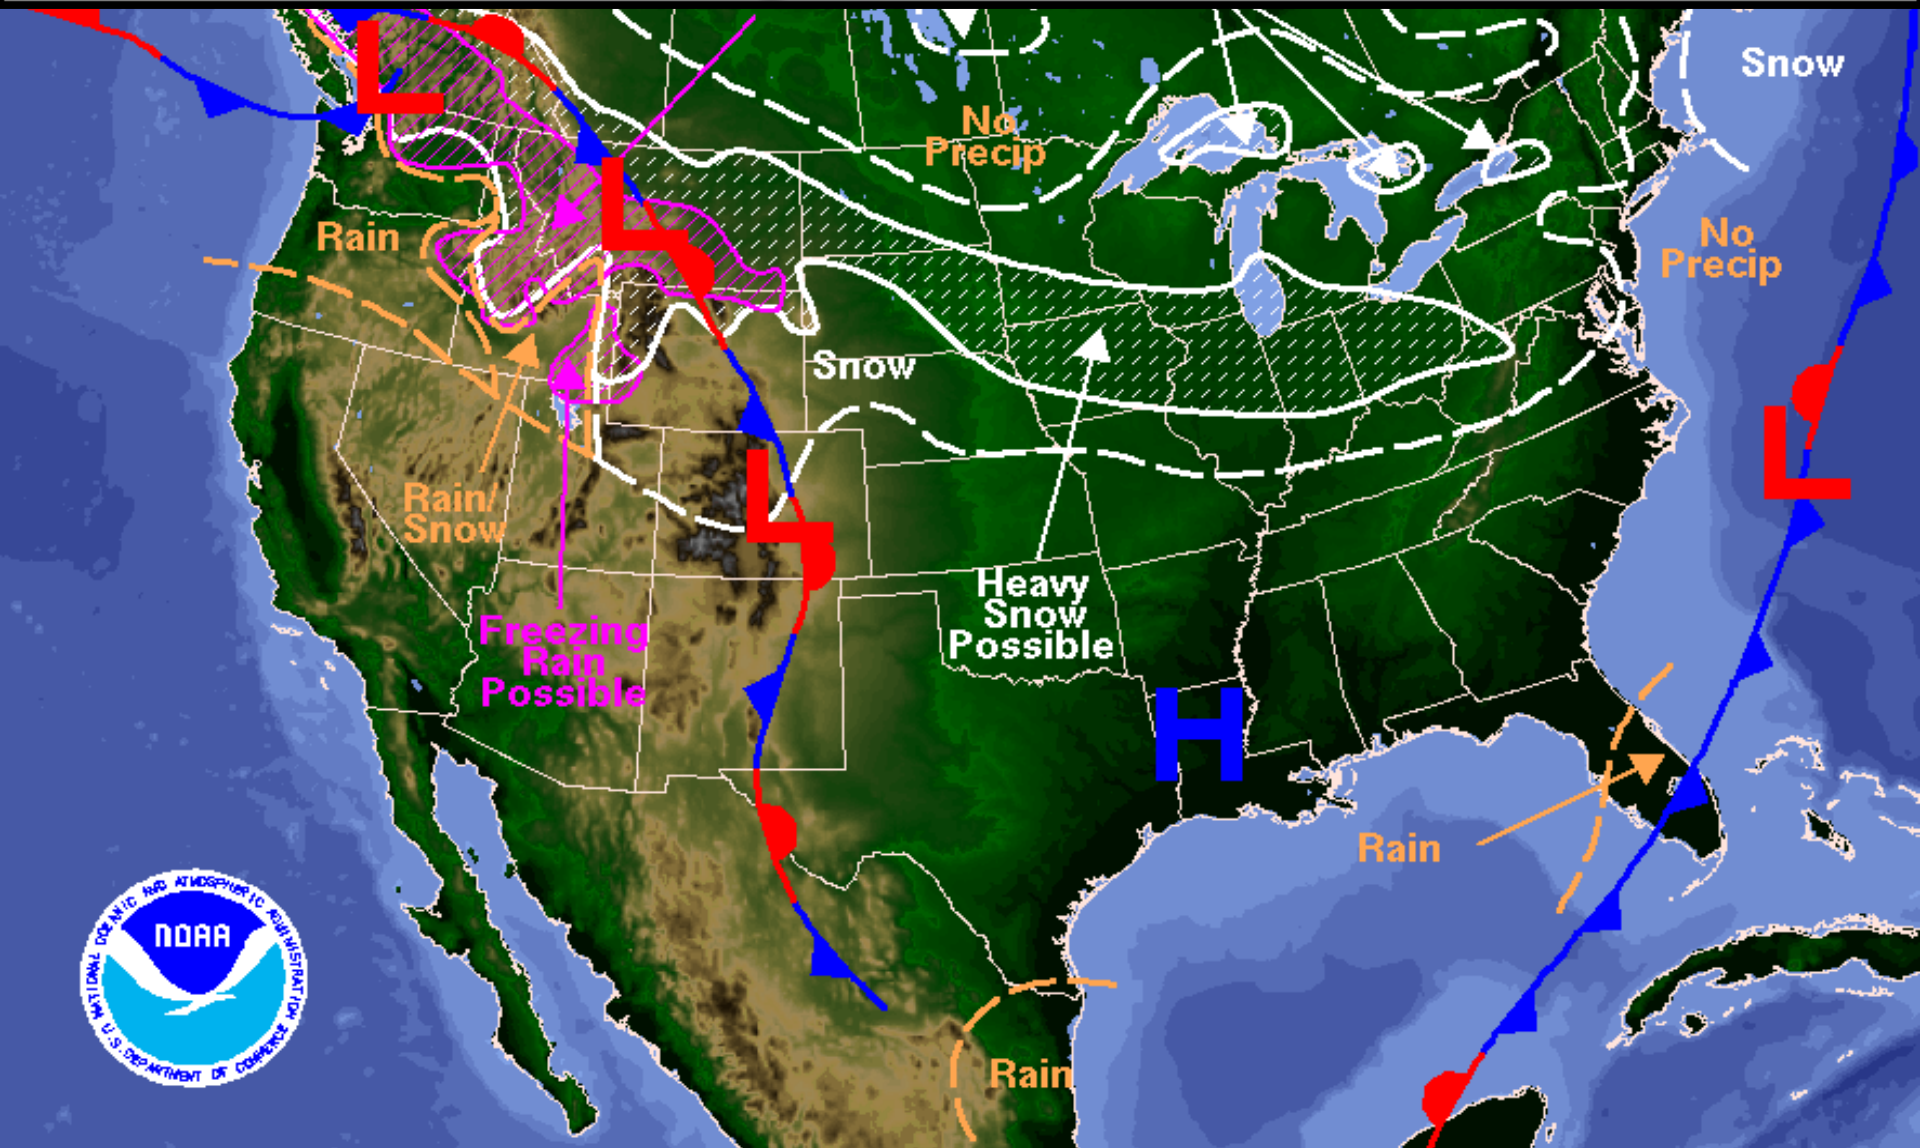 Snow
No
Precip
Rain
No
Precip
Snow
Rain/
Snow
Heavy
Snow
Possible
Freezing
Rain
Possible
Rain
Rain
L
L
L
L
H
NOAA
NATIONAL OCEANIC AND ATMOSPHERIC ADMINISTRATION
U.S. DEPARTMENT OF COMMERCE